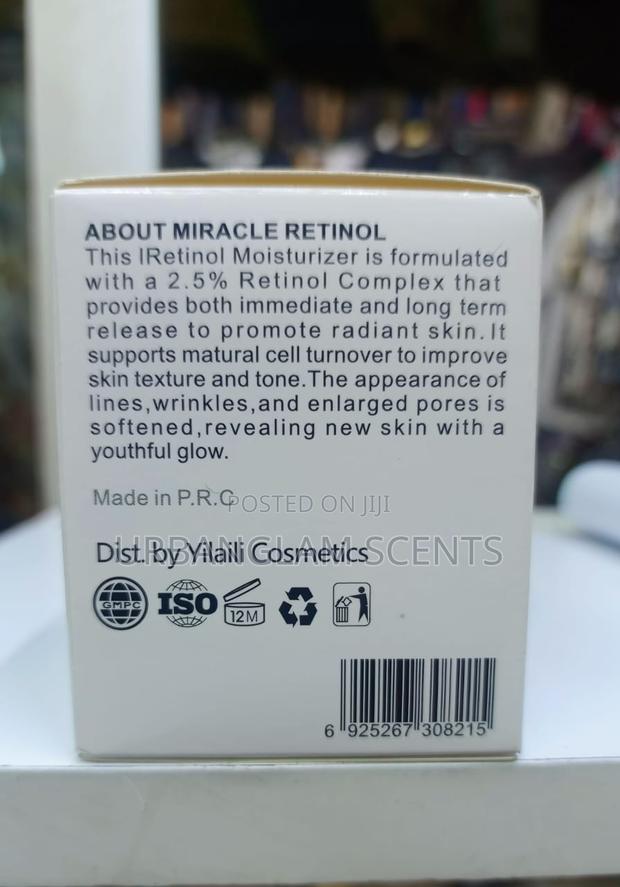 ABOUT MIRACLE RETINOL
This IRetinol Moisturizer is formulated
with a 2.5% Retinol Complex that
provides both immediate and long term
release to promote radiant skin.It
supports matural cell turnover to improve
skin texture and tone.The appearance of
lines,wrinkles,and enlarged pores is
softened,revealing new skin with a
youthful glow.
Made in P.R.C
POSTED ON JIJI
Dist. by Yilaili Cosmetics
URBANGLAM SCENTS
GMPC
ISO
12M
6 925267 308215